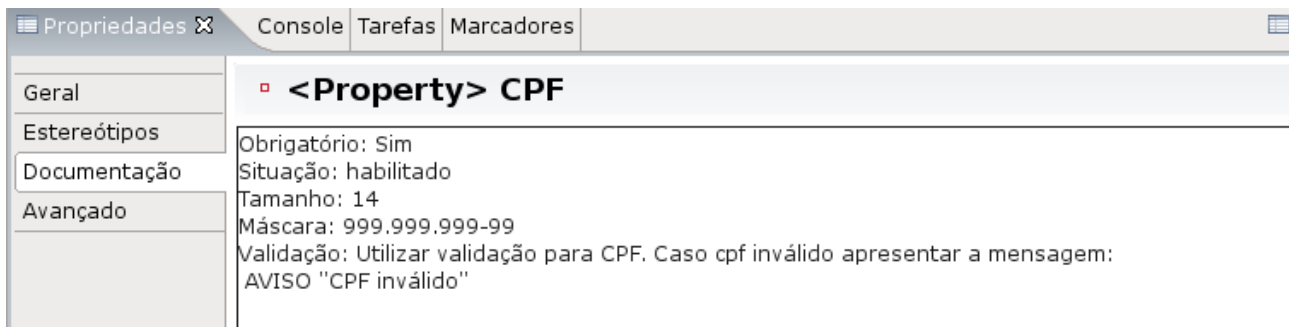 Propriedades Console Tarefas Marcadores
<Property> CPF
Geral
Estereótipos
Documentação
Avançado
Obrigatório: Sim
Situação: habilitado
Tamanho: 14
Máscara: 999.999.999-99
Validação: Utilizar validação para CPF. Caso cpf inválido apresentar a mensagem:
AVISO "CPF inválido"